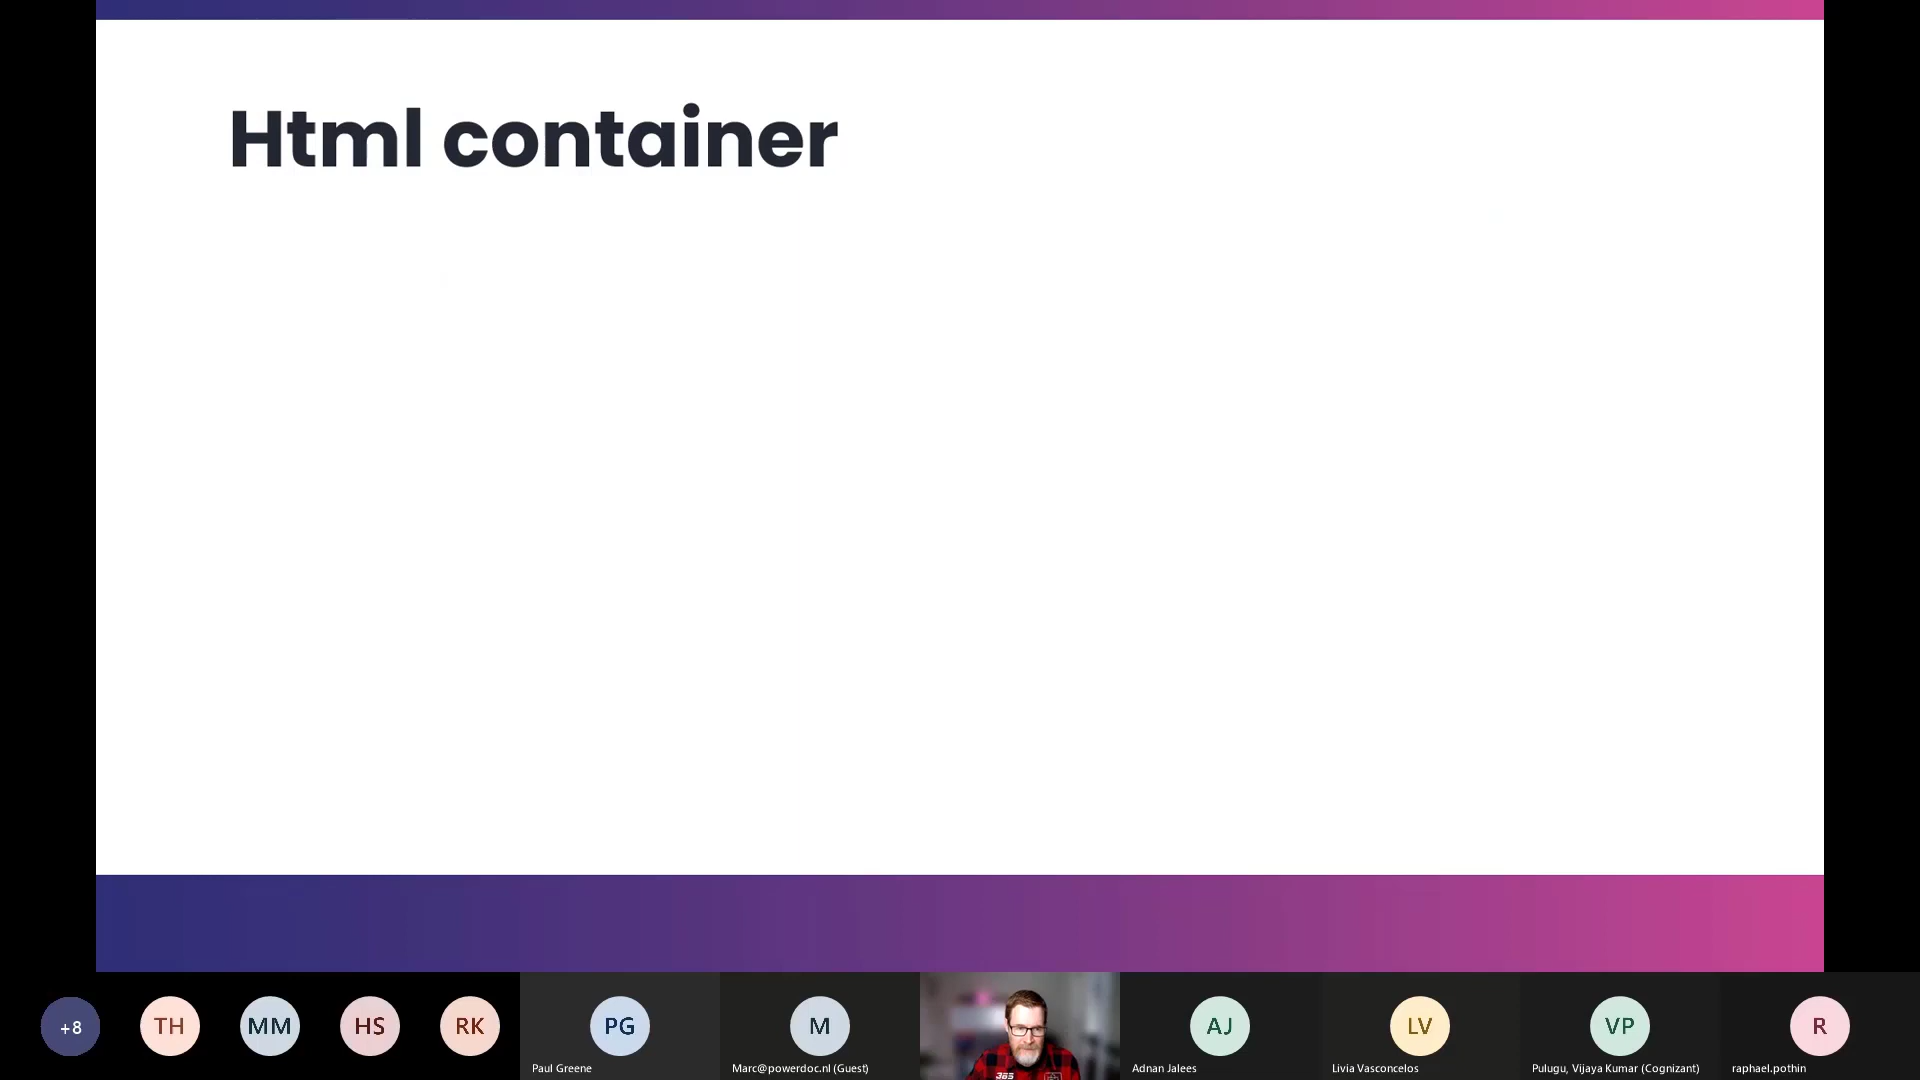 Html container
+8
TH
MM
HS
RK
PG
M
AJ
LV
VP
R
365
Paul Greene
Marc@powerdoc.nl (Guest)
Adnan Jalees
Livia Vasconcelos
Pulugu, Vijaya Kumar (Cognizant)
raphael.pothin